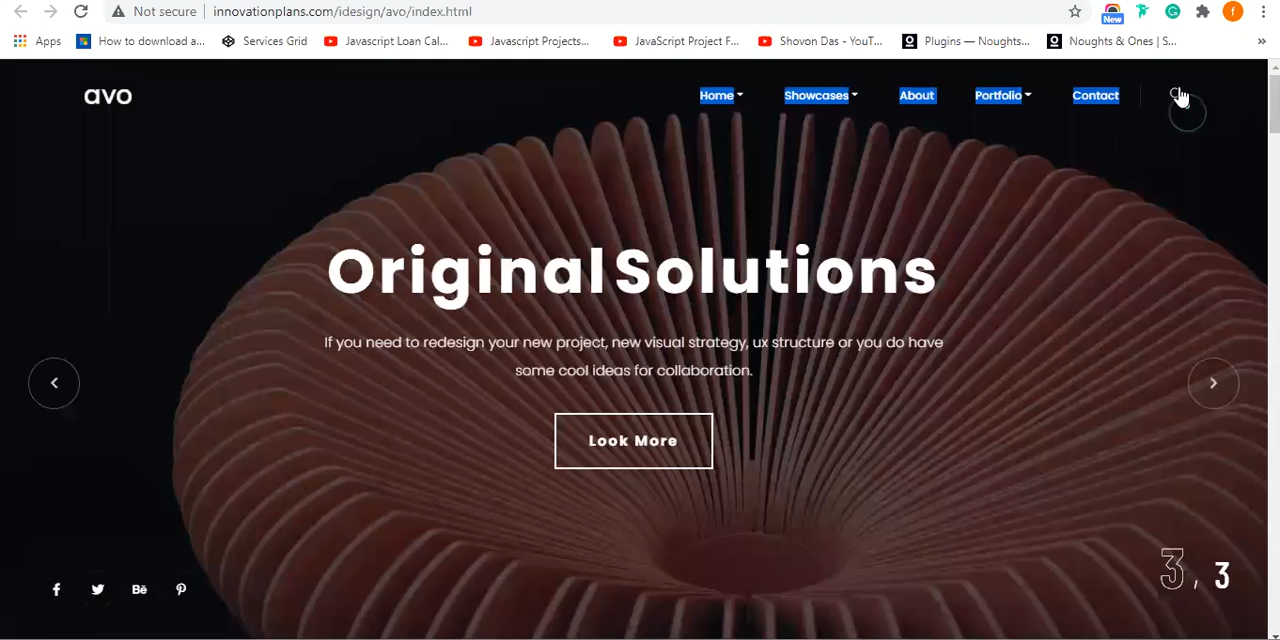 Not secure
innovationplans.com/idesign/avo/index.html
New
f
Apps
How to download a...
Services Grid
Javascript Loan Cal...
Javascript Projects...
JavaScript Project F...
Shovon Das - YouT...
Plugins — Noughts...
Noughts & Ones | S...
»
avo
Home
Showcases
About
Portfolio
Contact
Original Solutions
If you need to redesign your new project, new visual strategy, ux structure or you do have
some cool ideas for collaboration.
Look More
Bē
3 , 3